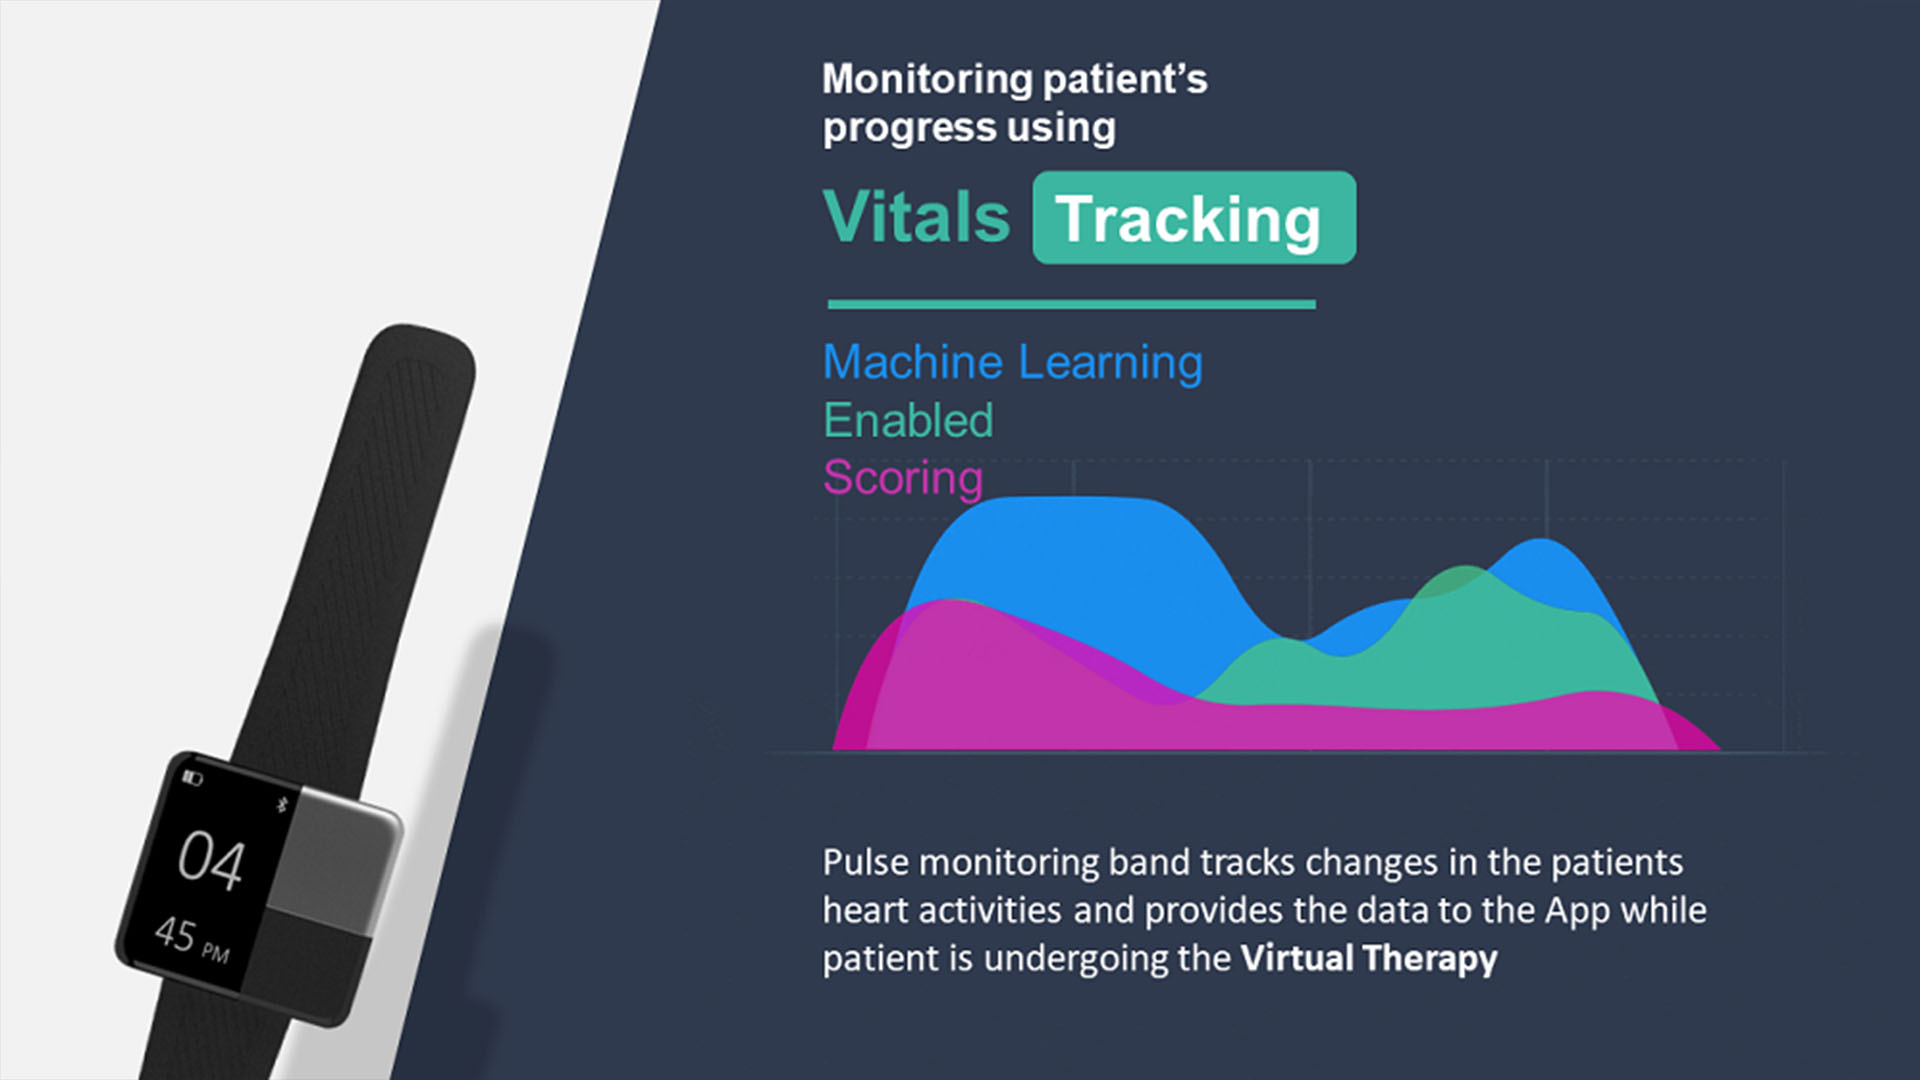 Monitoring patient’s
progress using
Vitals Tracking
Machine Learning
Enabled
Scoring
04
45 PM
Pulse monitoring band tracks changes in the patients
heart activities and provides the data to the App while
patient is undergoing the Virtual Therapy